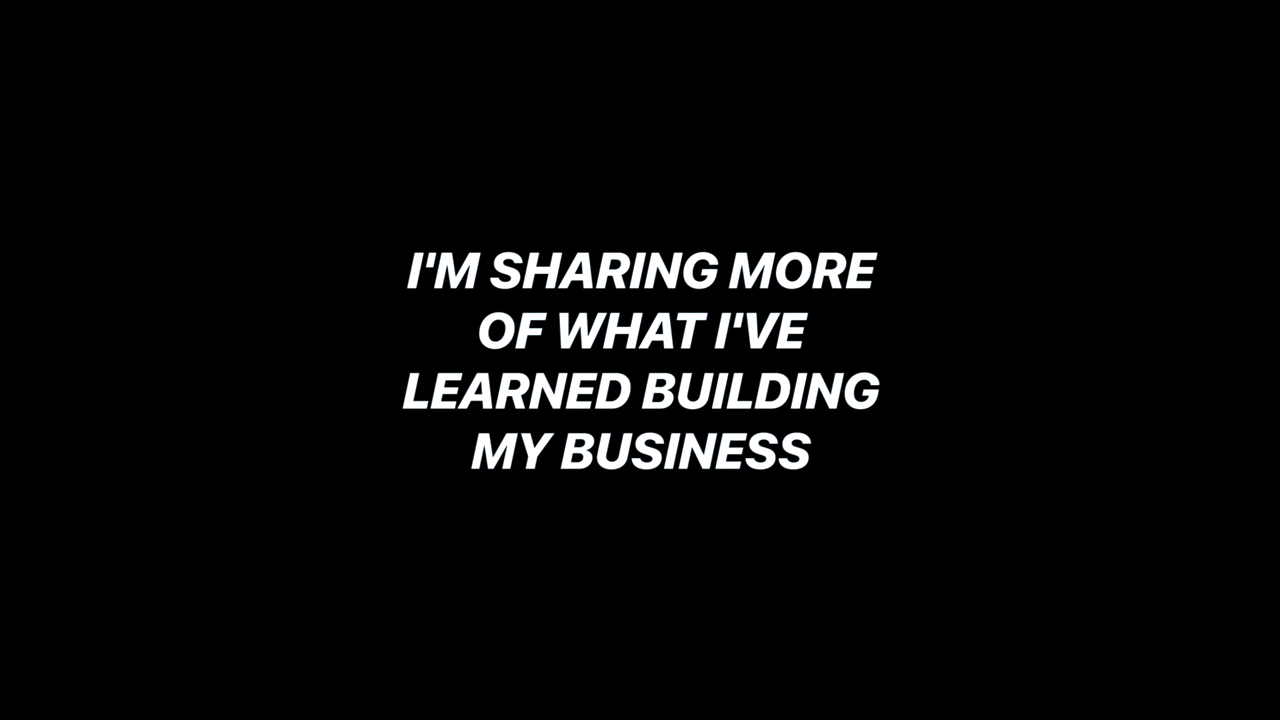 I'M SHARING MORE
OF WHAT I'VE
LEARNED BUILDING
MY BUSINESS